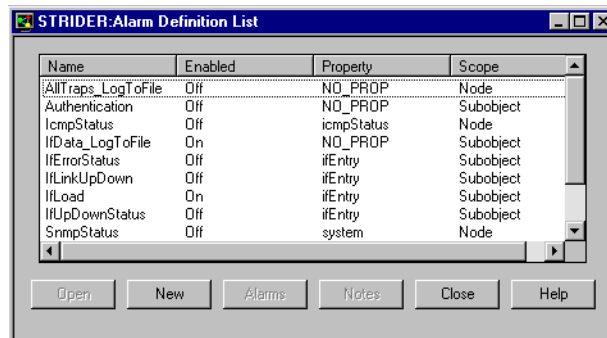 STRIDER:Alarm Definition List
Name Enabled Property Scope
AllTraps_LogToFile Off NO_PROP Node
Authentication Off NO_PROP Subobject
IcmpStatus Off icmpStatus Node
IfData_LogToFile On NO_PROP Subobject
IfErrorStatus Off ifEntry Subobject
IfLinkUpDown Off ifEntry Subobject
IfLoad On ifEntry Subobject
IfUpDownStatus Off ifEntry Subobject
SnmpStatus Off system Node
Open New Alarms Notes Close Help